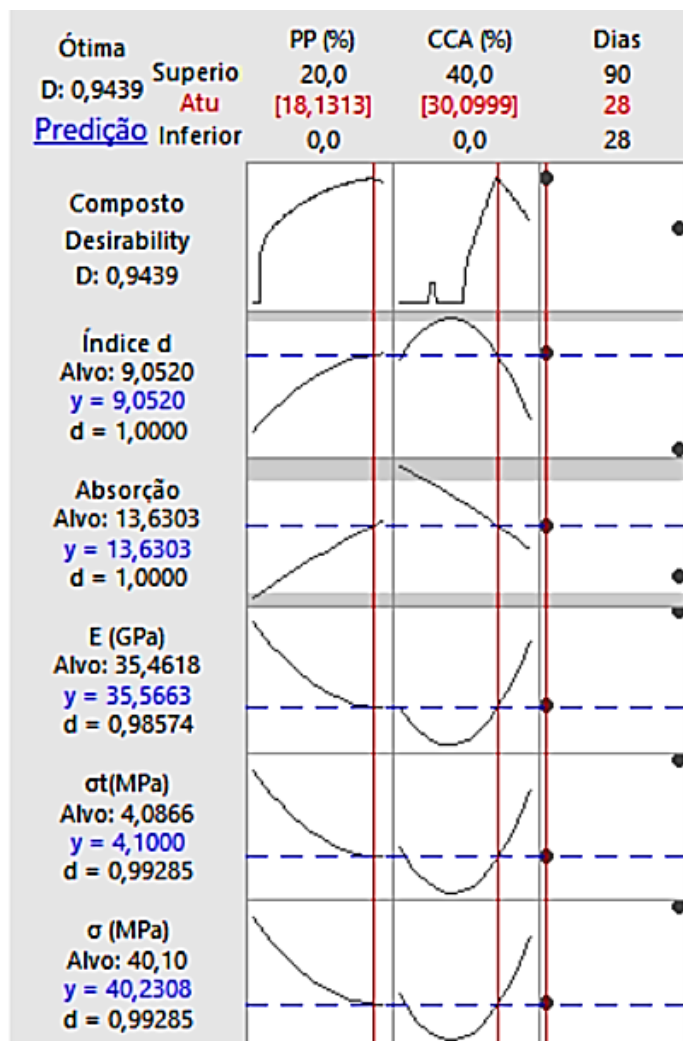 Ótima
D: 0,9439
Predição
PP (%) CCA (%) Dias
Superio 20,0 40,0 90
Atu [18,1313] [30,0999] 28
Inferior 0,0 0,0 28
Composto
Desirability
D: 0,9439
Índice d
Alvo: 9,0520
y = 9,0520
d = 1,0000
Absorção
Alvo: 13,6303
y = 13,6303
d = 1,0000
E (GPa)
Alvo: 35,4618
y = 35,5663
d = 0,98574
σt(MPa)
Alvo: 4,0866
y = 4,1000
d = 0,99285
σ (MPa)
Alvo: 40,10
y = 40,2308
d = 0,99285